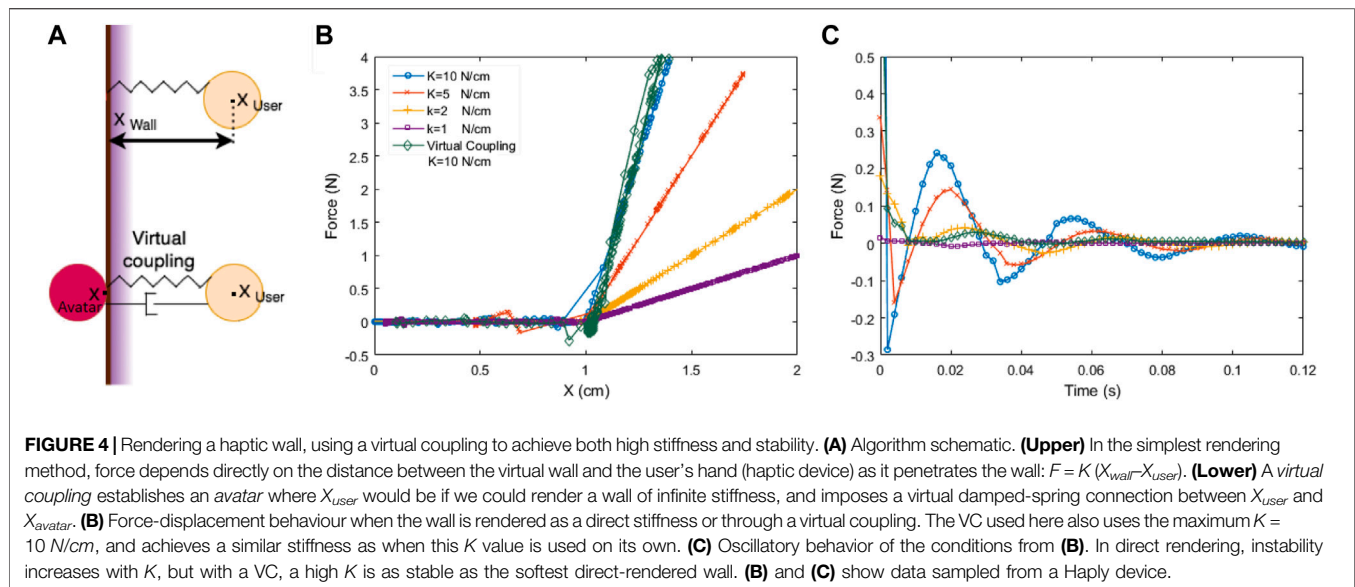 A
X User
X Wall
Virtual
coupling
X
Avatar
X User
B
4
3.5
3
2.5
2
1.5
1
0.5
0
-0.5
Force (N)
K=10 N/cm
K=5 N/cm
k=2 N/cm
k=1 N/cm
Virtual Coupling
K=10 N/cm
0 0.5 1 1.5 2
X (cm)
C
0.5
0.4
0.3
0.2
0.1
0
-0.1
-0.2
-0.3
Force (N)
0 0.02 0.04 0.06 0.08 0.1 0.12
Time (s)
FIGURE 4 | Rendering a haptic wall, using a virtual coupling to achieve both high stiffness and stability. (A) Algorithm schematic. (Upper) In the simplest rendering
method, force depends directly on the distance between the virtual wall and the user's hand (haptic device) as it penetrates the wall: F = K (Xwall–Xuser). (Lower) A virtual
coupling establishes an avatar where Xuser would be if we could render a wall of infinite stiffness, and imposes a virtual damped-spring connection between Xuser and
Xavatar. (B) Force-displacement behaviour when the wall is rendered as a direct stiffness or through a virtual coupling. The VC used here also uses the maximum K =
10 N/cm, and achieves a similar stiffness as when this K value is used on its own. (C) Oscillatory behavior of the conditions from (B). In direct rendering, instability
increases with K, but with a VC, a high K is as stable as the softest direct-rendered wall. (B) and (C) show data sampled from a Haply device.